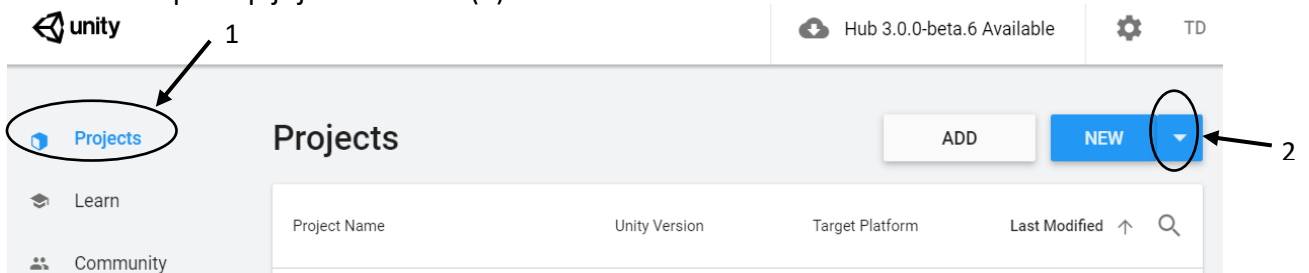 unity
Hub 3.0.0-beta.6 Available
TD
1
Projects
Projects
ADD
NEW
2
Learn
Project Name
Unity Version
Target Platform
Last Modified
Community